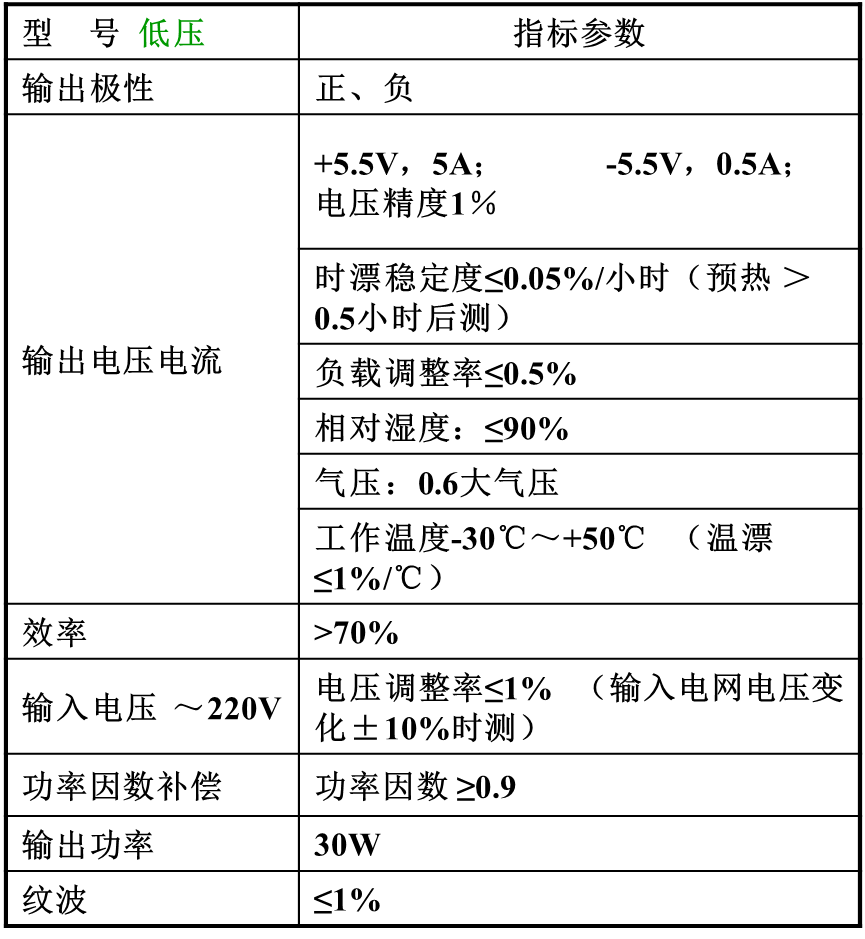 型 号 低压 指标参数
输出极性 正、负
+5.5V，5A； -5.5V，0.5A；
电压精度1％
时漂稳定度≤0.05%/小时（预热 ＞
0.5小时后测）
输出电压电流
负载调整率≤0.5%
相对湿度：≤90%
气压：0.6大气压
工作温度-30℃～+50℃ （温漂
≤1%/℃）
效率 >70%
输入电压 ～220V
电压调整率≤1% （输入电网电压变
化±10%时测）
功率因数补偿 功率因数 ≥0.9
输出功率 30W
纹波 ≤1%